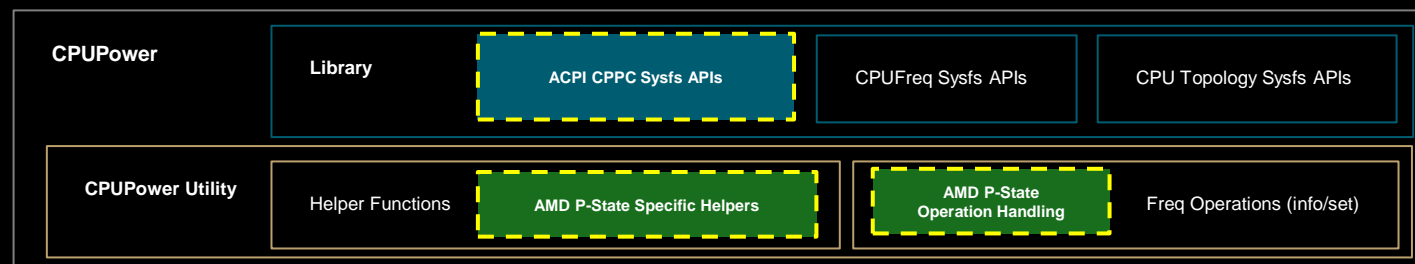 CPUPower
Library
ACPI CPPC Sysfs APIs
CPUFreq Sysfs APIs
CPU Topology Sysfs APIs
CPUPower Utility
Helper Functions
AMD P-State Specific Helpers
AMD P-State
Operation Handling
Freq Operations (info/set)